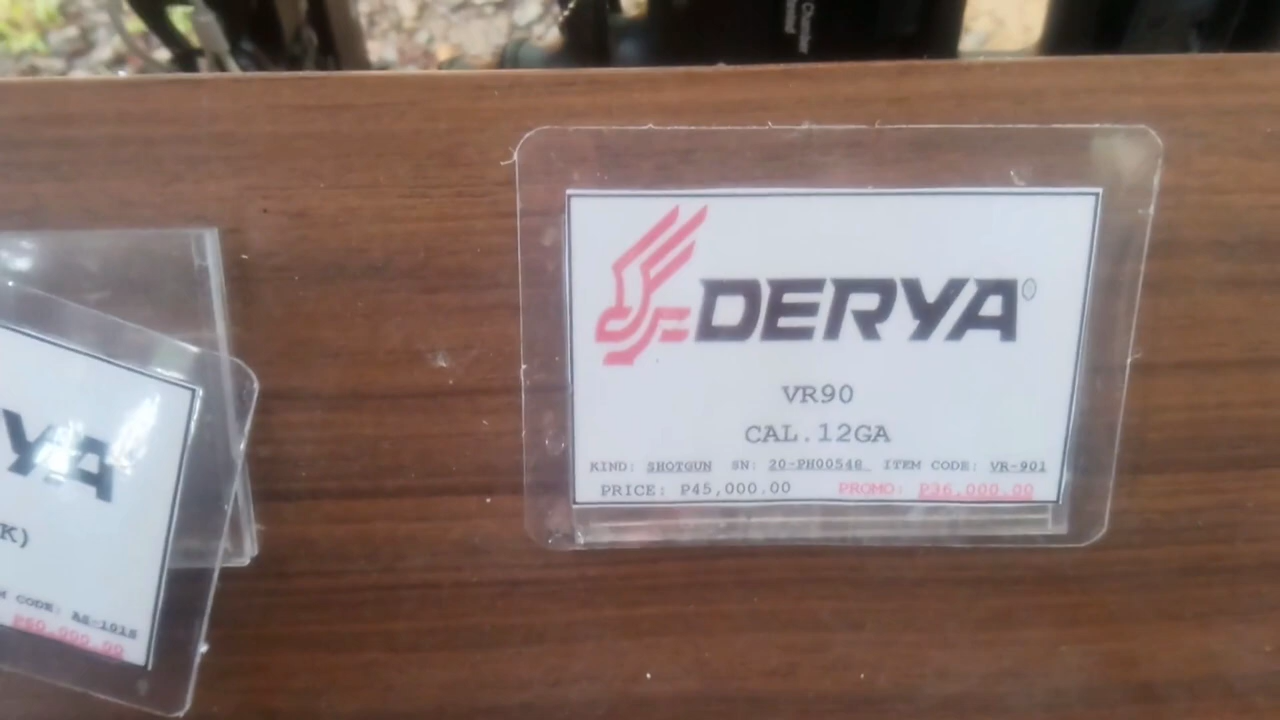 DERYA
VR90
CAL.12GA
KIND: SHOTGUN SN: 20-PH00548 ITEM CODE: VR-901
PRICE: P45,000.00 PROMO: P36,000.00
YA
K)
CODE: AS-101S